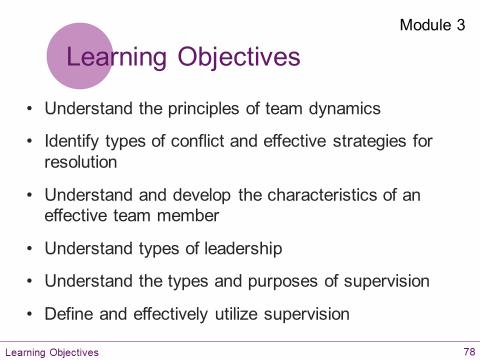 Module 3
Learning Objectives
• Understand the principles of team dynamics
• Identify types of conflict and effective strategies for
resolution
• Understand and develop the characteristics of an
effective team member
• Understand types of leadership
• Understand the types and purposes of supervision
• Define and effectively utilize supervision
Learning Objectives 78